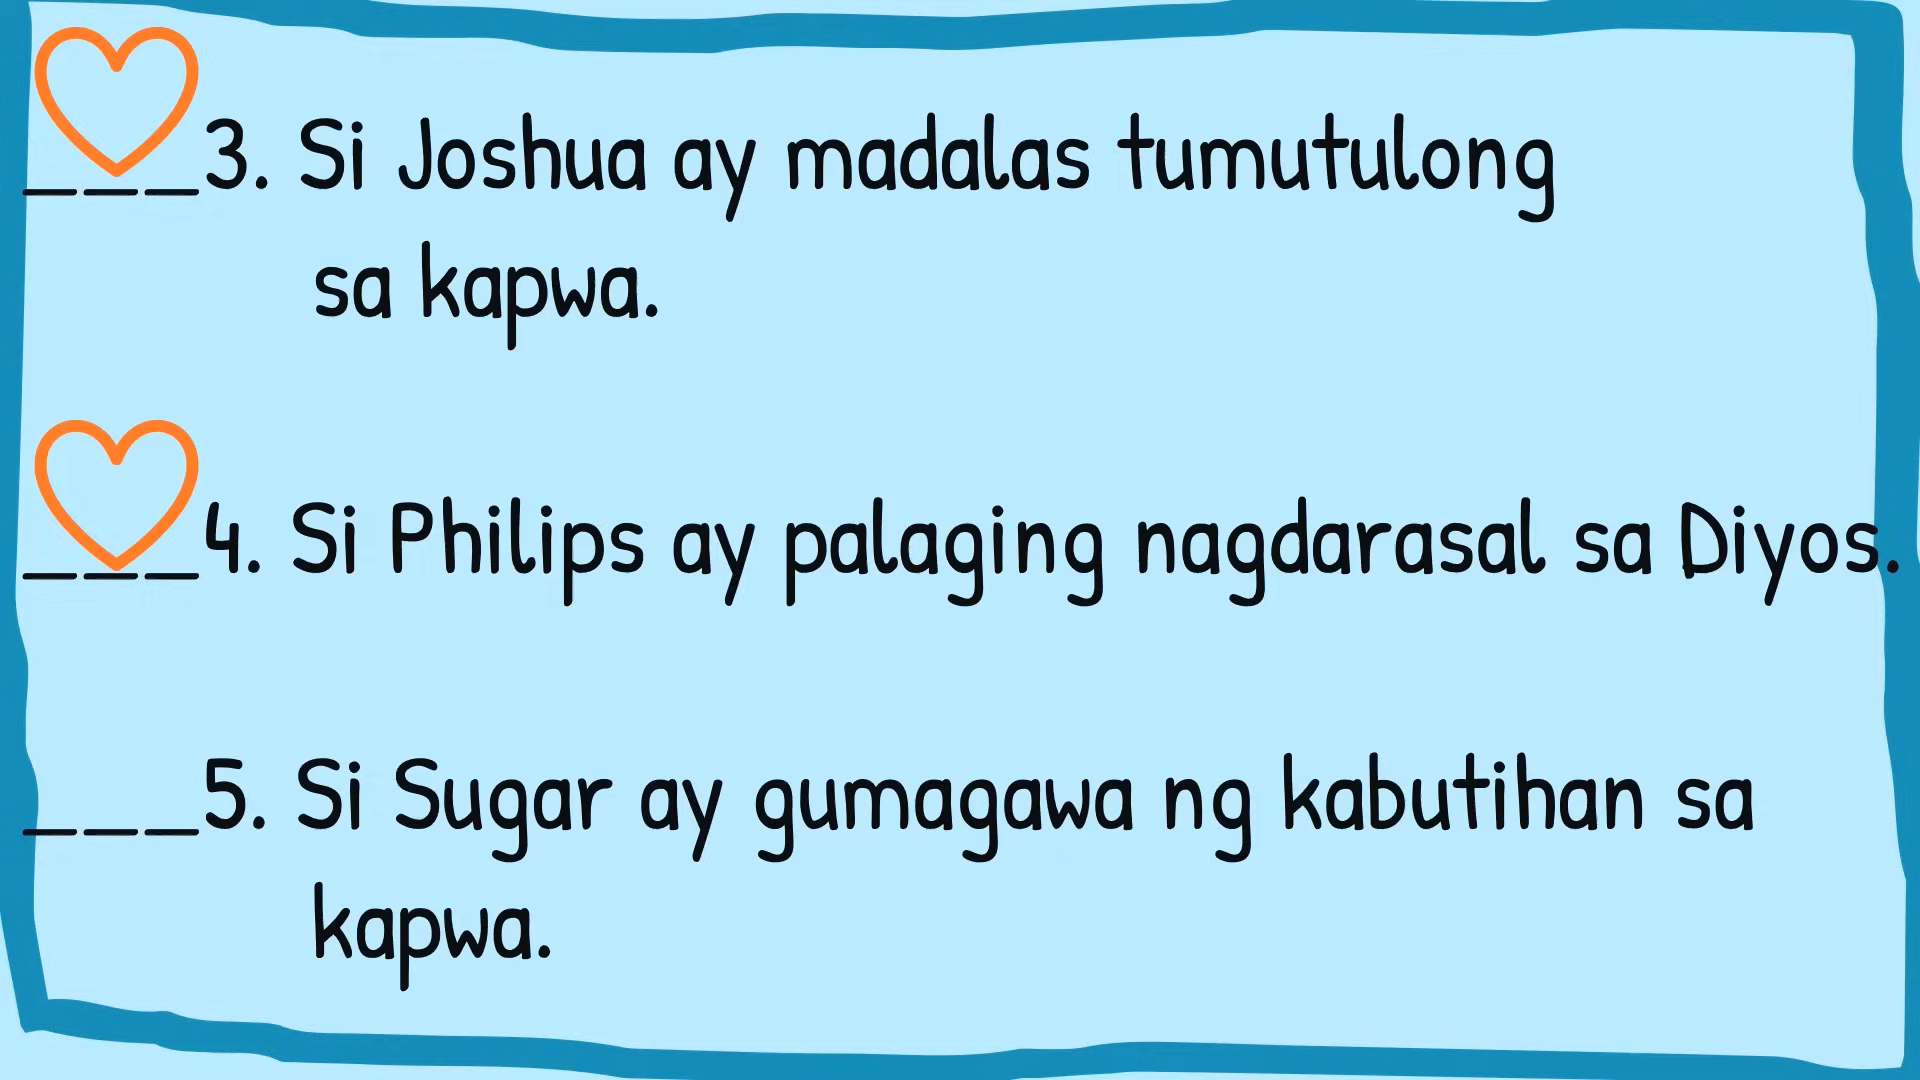 ___3. Si Joshua ay madalas tumutulong
sa kapwa.
___4. Si Philips ay palaging nagdarasal sa Diyos.
___5. Si Sugar ay gumagawa ng kabutihan sa
kapwa.